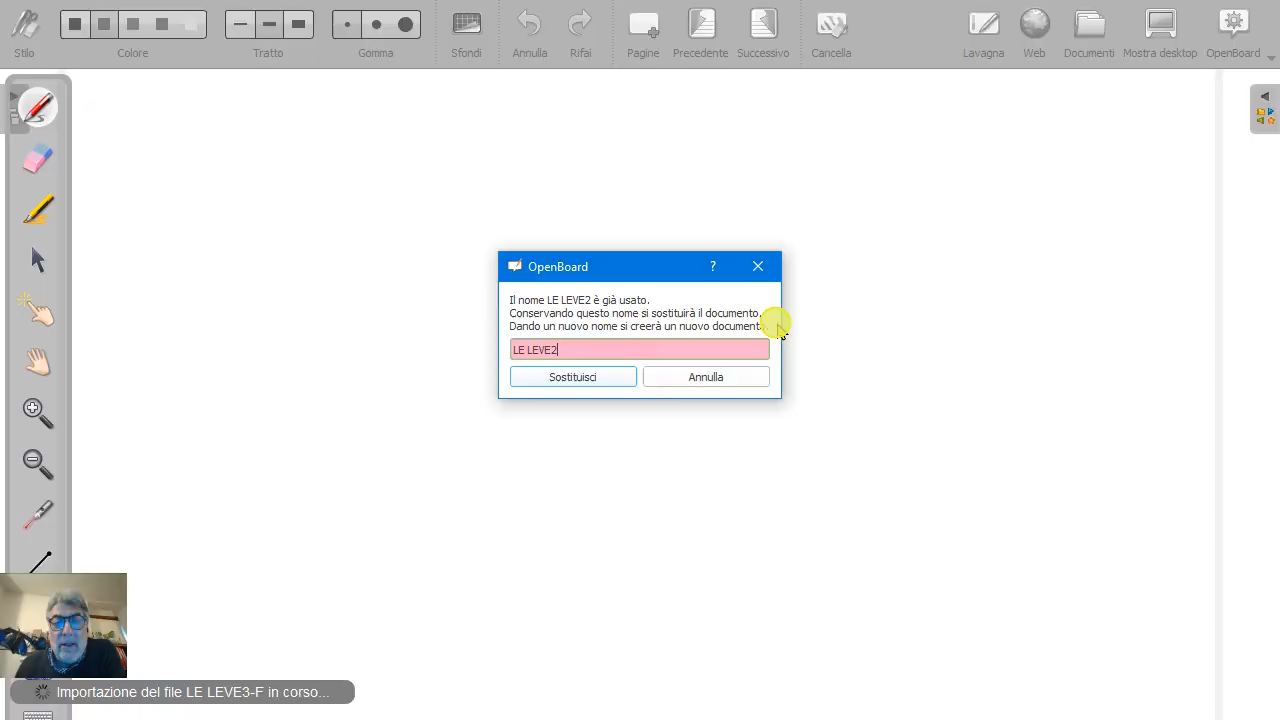 Stilo
Colore
Tratto
Gomma
Sfondi
Annulla
Rifai
Pagine
Precedente
Successivo
Cancella
Lavagna
Web
Documenti
Mostra desktop
OpenBoard
OpenBoard
?
Il nome LE LEVE2 è già usato.
Conservando questo nome si sostituirà il documento.
Dando un nuovo nome si creerà un nuovo documento.
LE LEVE2
Sostituisci
Annulla
Importazione del file LE LEVE3-F in corso...